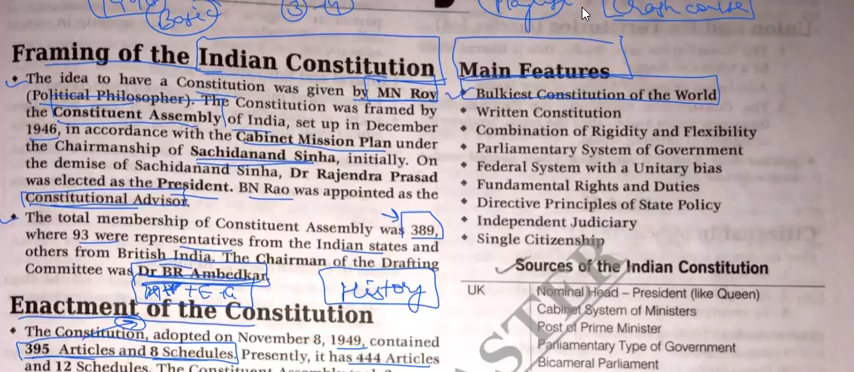 Basic
Framing of the Indian Constitution
• The idea to have a Constitution was given by MN Roy
(Political Philosopher). The Constitution was framed by
the Constituent Assembly of India, set up in December
1946, in accordance with the Cabinet Mission Plan under
the Chairmanship of Sachidanand Sinha, initially. On
the demise of Sachidanand Sinha, Dr Rajendra Prasad
was elected as the President. BN Rao was appointed as the
Constitutional Advisor.
• The total membership of Constituent Assembly was 389,
where 93 were representatives from the Indian states and
others from British India. The Chairman of the Drafting
Committee was Dr BR Ambedkar.
History
Enactment of the Constitution
• The Constitution, adopted on November 8, 1949, contained
395 Articles and 8 Schedules. Presently, it has 444 Articles
and 12 Schedules. The Constituent Assembly
Crash course
Main Features
• Bulkiest Constitution of the World
• Written Constitution
• Combination of Rigidity and Flexibility
• Parliamentary System of Government
• Federal System with a Unitary bias
• Fundamental Rights and Duties
• Directive Principles of State Policy
• Independent Judiciary
• Single Citizenship
Sources of the Indian Constitution
UK
Nominal Head – President (like Queen)
Cabinet System of Ministers
Post of Prime Minister
Parliamentary Type of Government
Bicameral Parliament